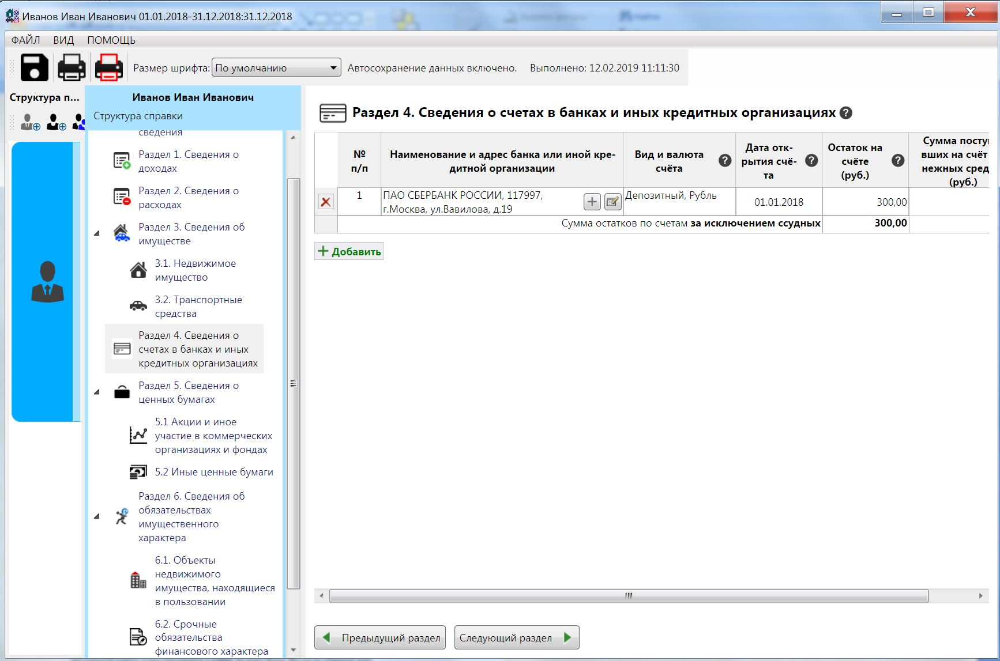 Иванов Иван Иванович 01.01.2018-31.12.2018:31.12.2018
ФАЙЛ ВИД ПОМОЩЬ
Размер шрифта: По умолчанию Автосохранение данных включено. Выполнено: 12.02.2019 11:11:30
Структура п...
Иванов Иван Иванович
Структура справки
сведения
Раздел 1. Сведения о
доходах
Раздел 2. Сведения о
расходах
Раздел 3. Сведения об
имуществе
3.1. Недвижимое
имущество
3.2. Транспортные
средства
Раздел 4. Сведения о
счетах в банках и иных
кредитных организациях
Раздел 5. Сведения о
ценных бумагах
5.1 Акции и иное
участие в коммерческих
организациях и фондах
5.2 Иные ценные бумаги
Раздел 6. Сведения об
обязательствах
имущественного
характера
6.1. Объекты
недвижимого
имущества, находящиеся
в пользовании
6.2. Срочные
обязательства
финансового характера
Раздел 4. Сведения о счетах в банках и иных кредитных организациях
№
п/п
Наименование и адрес банка или иной кре-
дитной организации
Вид и валюта
счёта
Дата отк-
рытия счё-
та
Остаток на
счёте
(руб.)
Сумма посту
вших на счёт
нежных сред
(руб.)
1
ПАО СБЕРБАНК РОССИИ, 117997,
г.Москва, ул.Вавилова, д.19
Депозитный, Рубль
01.01.2018
300,00
Сумма остатков по счетам за исключением ссудных
300,00
Добавить
Предыдущий раздел
Следующий раздел